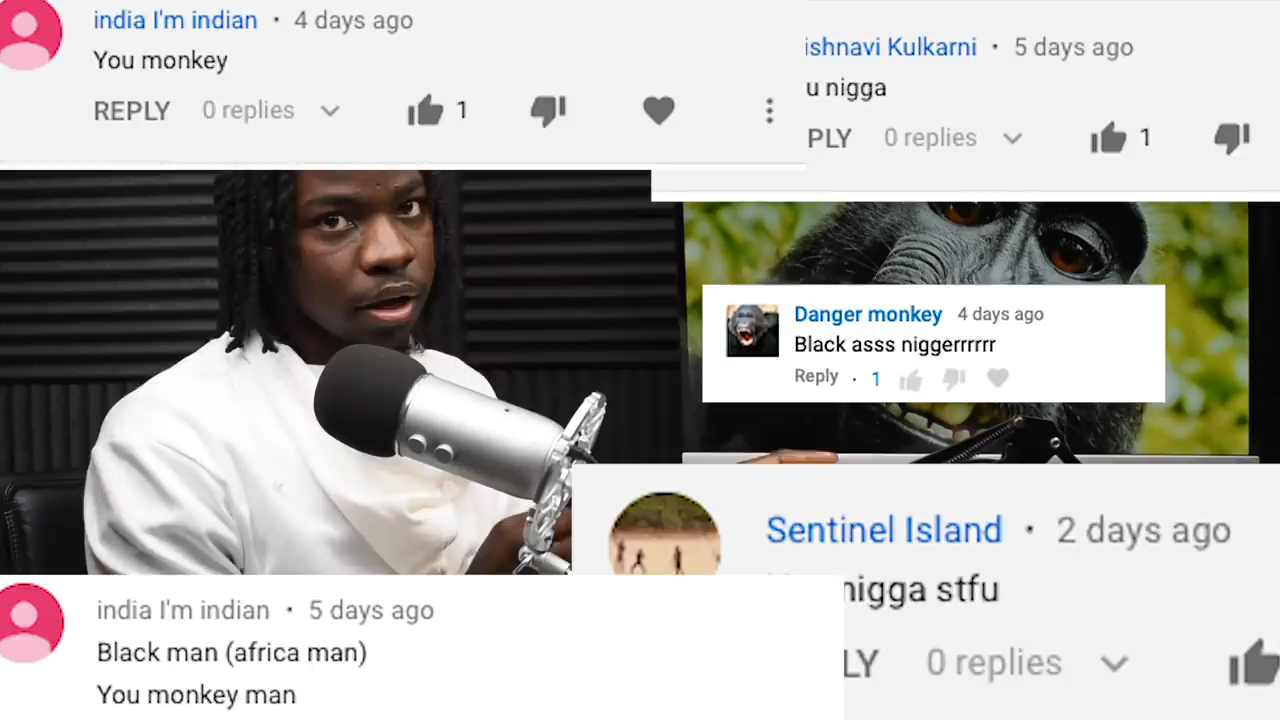 india I'm indian • 4 days ago
You monkey
REPLY 0 replies 1
ishnavi Kulkarni • 5 days ago
u nigga
PLY 0 replies 1
Danger monkey 4 days ago
Black asss niggerrrrrr
Reply · 1
Sentinel Island • 2 days ago
nigga stfu
LY 0 replies
india I'm indian • 5 days ago
Black man (africa man)
You monkey man